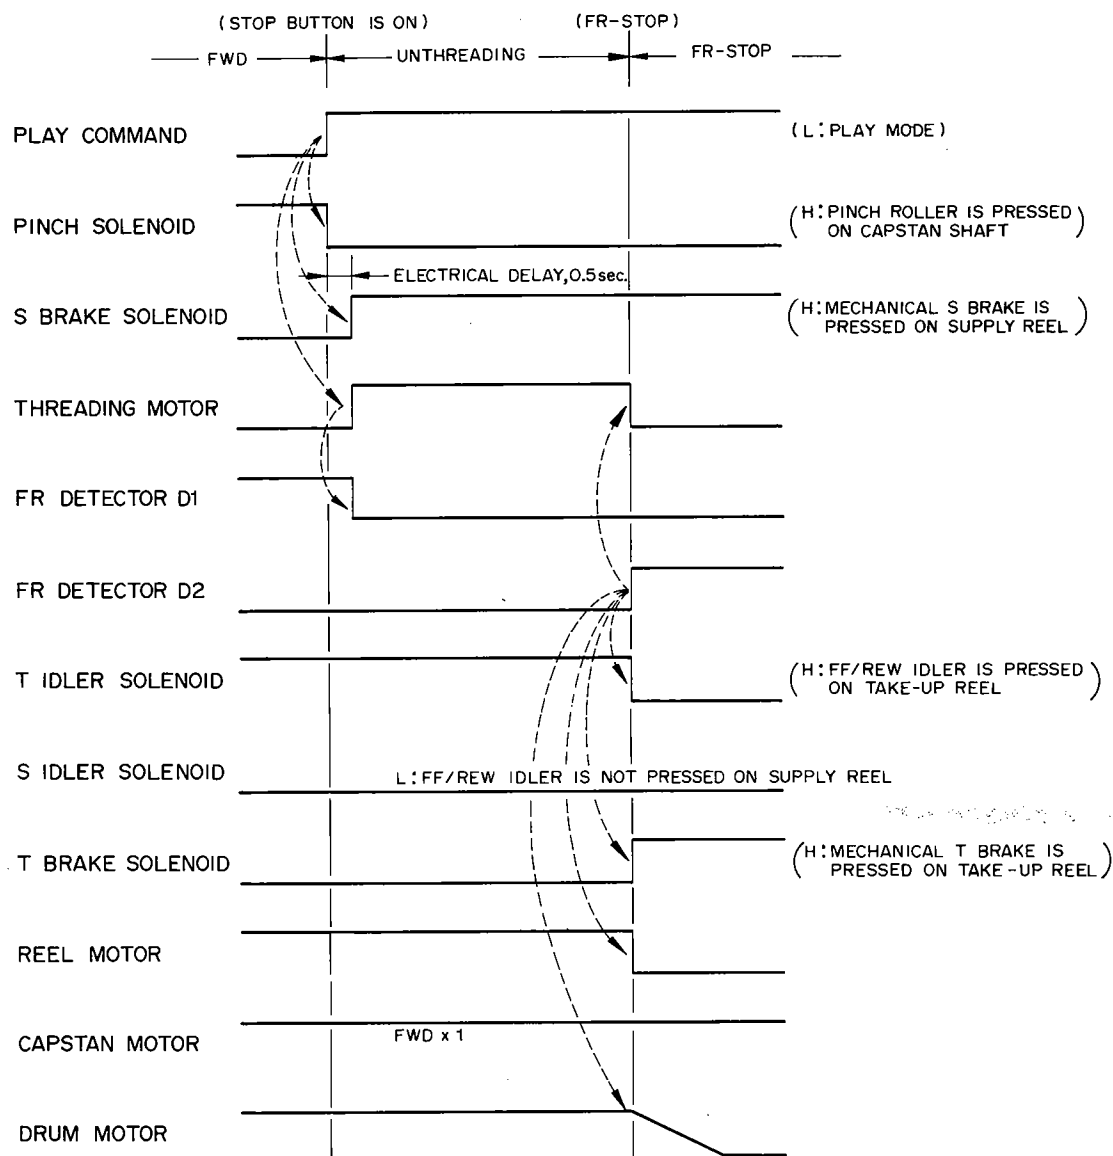 (STOP BUTTON IS ON)
(FR-STOP)
FWD
UNTHREADING
FR-STOP
PLAY COMMAND
(L:PLAY MODE)
PINCH SOLENOID
(H:PINCH ROLLER IS PRESSED
ON CAPSTAN SHAFT)
ELECTRICAL DELAY,0.5sec.
S BRAKE SOLENOID
(H:MECHANICAL S BRAKE IS
PRESSED ON SUPPLY REEL)
THREADING MOTOR
FR DETECTOR D1
FR DETECTOR D2
T IDLER SOLENOID
(H:FF/REW IDLER IS PRESSED
ON TAKE-UP REEL)
S IDLER SOLENOID
L:FF/REW IDLER IS NOT PRESSED ON SUPPLY REEL
T BRAKE SOLENOID
(H:MECHANICAL T BRAKE IS
PRESSED ON TAKE-UP REEL)
REEL MOTOR
CAPSTAN MOTOR
FWD x 1
DRUM MOTOR